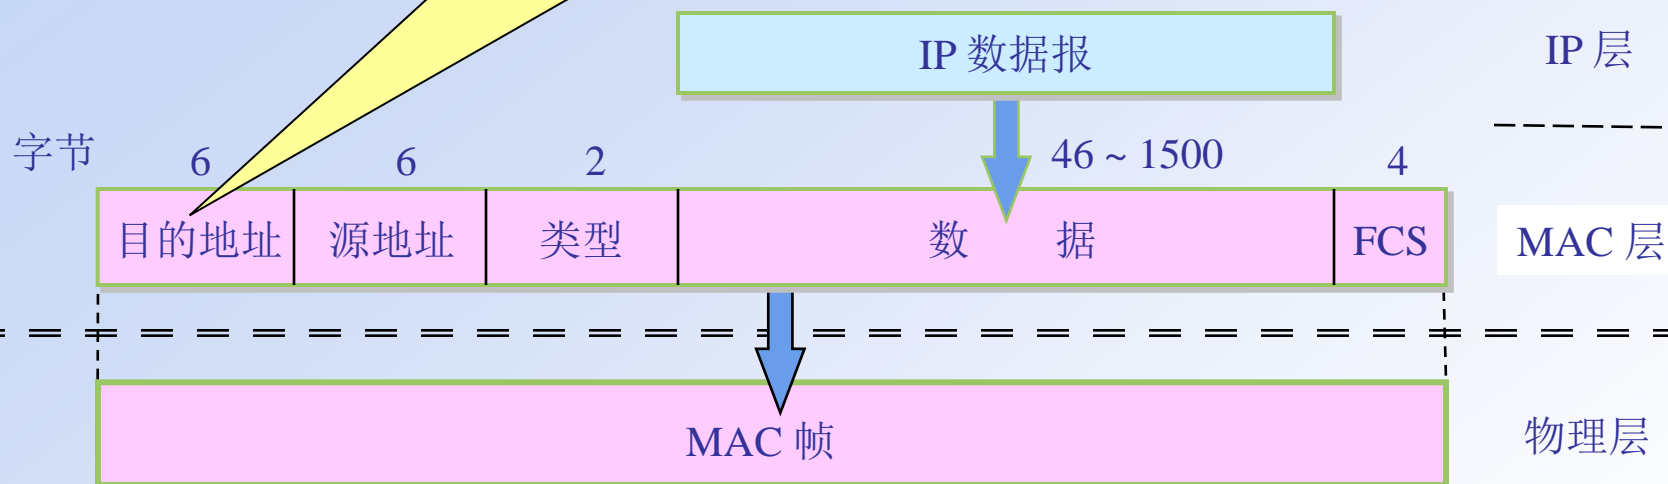 IP 数据报
IP 层
字节 6 6 2 46 ~ 1500 4
目的地址 源地址 类型 数 据 FCS MAC 层
MAC 帧
物理层